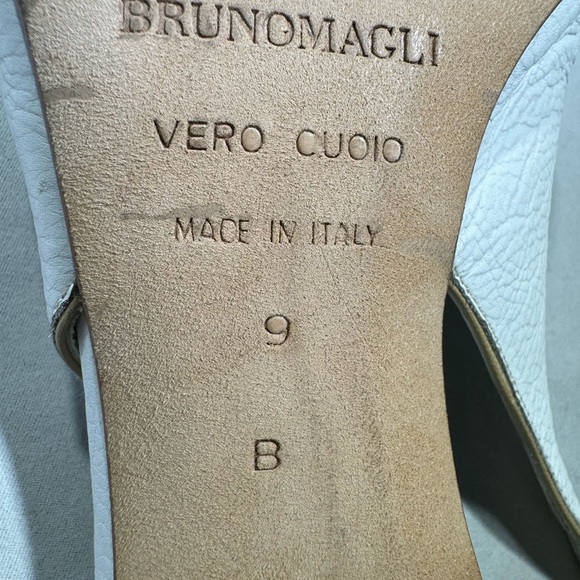 BRUNOMAGLI
VERO CUOIO
MADE IN ITALY
9
B